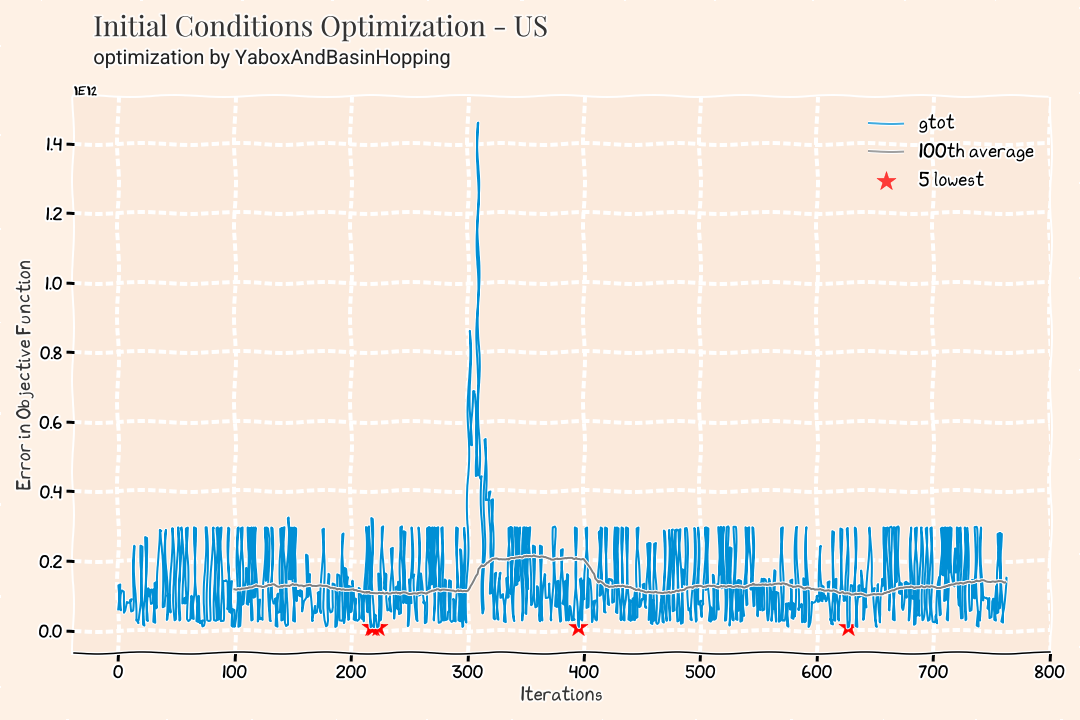 Initial Conditions Optimization - US
optimization by YaboxAndBasinHopping
1E12
gtot
100th average
5 lowest
1.4
1.2
1.0
0.8
0.6
0.4
0.2
0.0
Error in Objective Function
0 100 200 300 400 500 600 700 800
Iterations